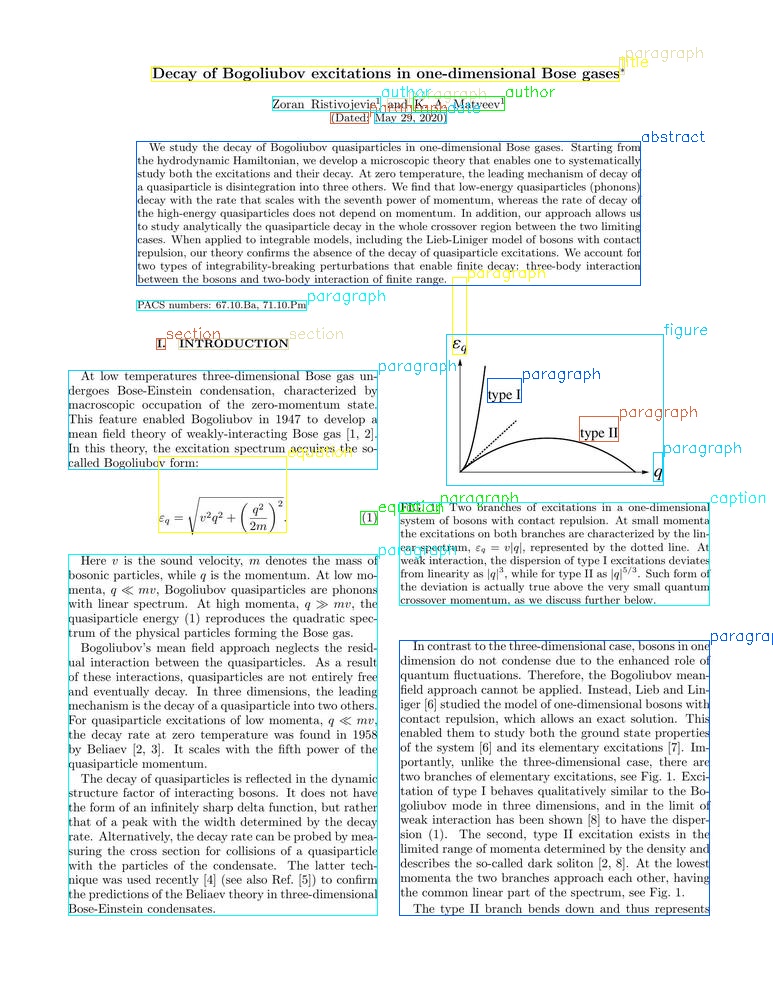 paragraph
title
Decay of Bogoliubov excitations in one-dimensional Bose gases*
author
author
Zoran Ristivojevic¹ and K. A. Matveev¹
(Dated: May 29, 2020)
abstract
We study the decay of Bogoliubov quasiparticles in one-dimensional Bose gases. Starting from
the hydrodynamic Hamiltonian, we develop a microscopic theory that enables one to systematically
study both the excitations and their decay. At zero temperature, the leading mechanism of decay of
a quasiparticle is disintegration into three others. We find that low-energy quasiparticles (phonons)
decay with the rate that scales with the seventh power of momentum, whereas the rate of decay of
the high-energy quasiparticles does not depend on momentum. In addition, our approach allows us
to study analytically the quasiparticle decay in the whole crossover region between the two limiting
cases. When applied to integrable models, including the Lieb-Liniger model of bosons with contact
repulsion, our theory confirms the absence of the decay of quasiparticle excitations. We account for
two types of integrability-breaking perturbations that enable finite decay: three-body interaction
between the bosons and two-body interaction of finite range.
paragraph
PACS numbers: 67.10.Ba, 71.10.Pm
paragraph
section
section
I. INTRODUCTION
paragraph
At low temperatures three-dimensional Bose gas un-
dergoes Bose-Einstein condensation, characterized by
macroscopic occupation of the zero-momentum state.
This feature enabled Bogoliubov in 1947 to develop a
mean field theory of weakly-interacting Bose gas [1, 2].
In this theory, the excitation spectrum acquires the so-
called Bogoliubov form:
equation
ε_q = √(v²q² + (q²/2m)²).
equation
(1)
paragraph
Here v is the sound velocity, m denotes the mass of
bosonic particles, while q is the momentum. At low mo-
menta, q ≪ mv, Bogoliubov quasiparticles are phonons
with linear spectrum. At high momenta, q ≫ mv, the
quasiparticle energy (1) reproduces the quadratic spec-
trum of the physical particles forming the Bose gas.
Bogoliubov's mean field approach neglects the resid-
ual interaction between the quasiparticles. As a result
of these interactions, quasiparticles are not entirely free
and eventually decay. In three dimensions, the leading
mechanism is the decay of a quasiparticle into two others.
For quasiparticle excitations of low momenta, q ≪ mv,
the decay rate at zero temperature was found in 1958
by Beliaev [2, 3]. It scales with the fifth power of the
quasiparticle momentum.
The decay of quasiparticles is reflected in the dynamic
structure factor of interacting bosons. It does not have
the form of an infinitely sharp delta function, but rather
that of a peak with the width determined by the decay
rate. Alternatively, the decay rate can be probed by mea-
suring the cross section for collisions of a quasiparticle
with the particles of the condensate. The latter tech-
nique was used recently [4] (see also Ref. [5]) to confirm
the predictions of the Beliaev theory in three-dimensional
Bose-Einstein condensates.
figure
ε_q
paragraph
type I
paragraph
type II
paragraph
q
paragraph
caption
FIG. 1. Two branches of excitations in a one-dimensional
system of bosons with contact repulsion. At small momenta
the excitations on both branches are characterized by the lin-
ear spectrum, ε_q = v|q|, represented by the dotted line. At
weak interaction, the dispersion of type I excitations deviates
from linearity as |q|³, while for type II as |q|^5/3. Such form of
the deviation is actually true above the very small quantum
crossover momentum, as we discuss further below.
paragraph
In contrast to the three-dimensional case, bosons in one
dimension do not condense due to the enhanced role of
quantum fluctuations. Therefore, the Bogoliubov mean-
field approach cannot be applied. Instead, Lieb and Lin-
iger [6] studied the model of one-dimensional bosons with
contact repulsion, which allows an exact solution. This
enabled them to study both the ground state properties
of the system [6] and its elementary excitations [7]. Im-
portantly, unlike the three-dimensional case, there are
two branches of elementary excitations, see Fig. 1. Exci-
tation of type I behaves qualitatively similar to the Bo-
goliubov mode in three dimensions, and in the limit of
weak interaction has been shown [8] to have the disper-
sion (1). The second, type II excitation exists in the
limited range of momenta determined by the density and
describes the so-called dark soliton [2, 8]. At the lowest
momenta the two branches approach each other, having
the common linear part of the spectrum, see Fig. 1.
The type II branch bends down and thus represents